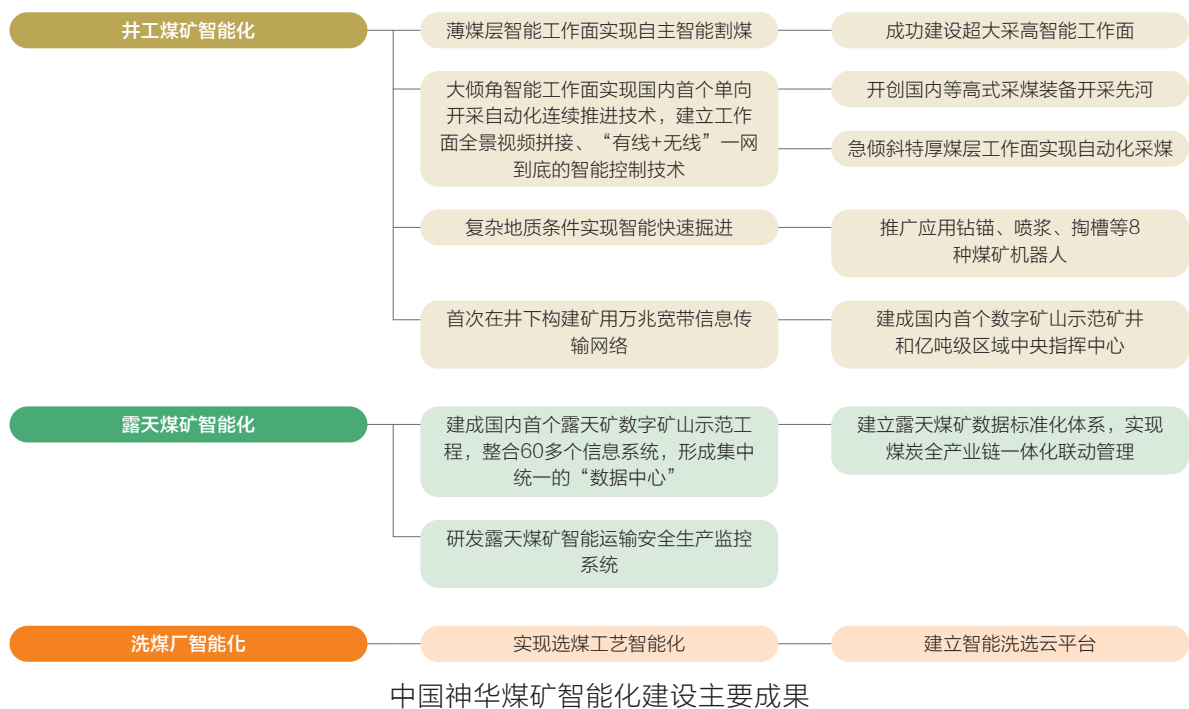 井工煤矿智能化
薄煤层智能工作面实现自主智能割煤
成功建设超大采高智能工作面
大倾角智能工作面实现国内首个单向
开采自动化连续推进技术，建立工作
面全景视频拼接、“有线+无线”一网
到底的智能控制技术
开创国内等高式采煤装备开采先河
急倾斜特厚煤层工作面实现自动化采煤
复杂地质条件实现智能快速掘进
推广应用钻锚、喷浆、掏槽等8
种煤矿机器人
首次在井下构建矿用万兆宽带信息传
输网络
建成国内首个数字矿山示范矿井
和亿吨级区域中央指挥中心
露天煤矿智能化
建成国内首个露天矿数字矿山示范工
程，整合60多个信息系统，形成集中
统一的“数据中心”
建立露天煤矿数据标准化体系，实现
煤炭全产业链一体化联动管理
研发露天煤矿智能运输安全生产监控
系统
洗煤厂智能化
实现选煤工艺智能化
建立智能洗选云平台
中国神华煤矿智能化建设主要成果